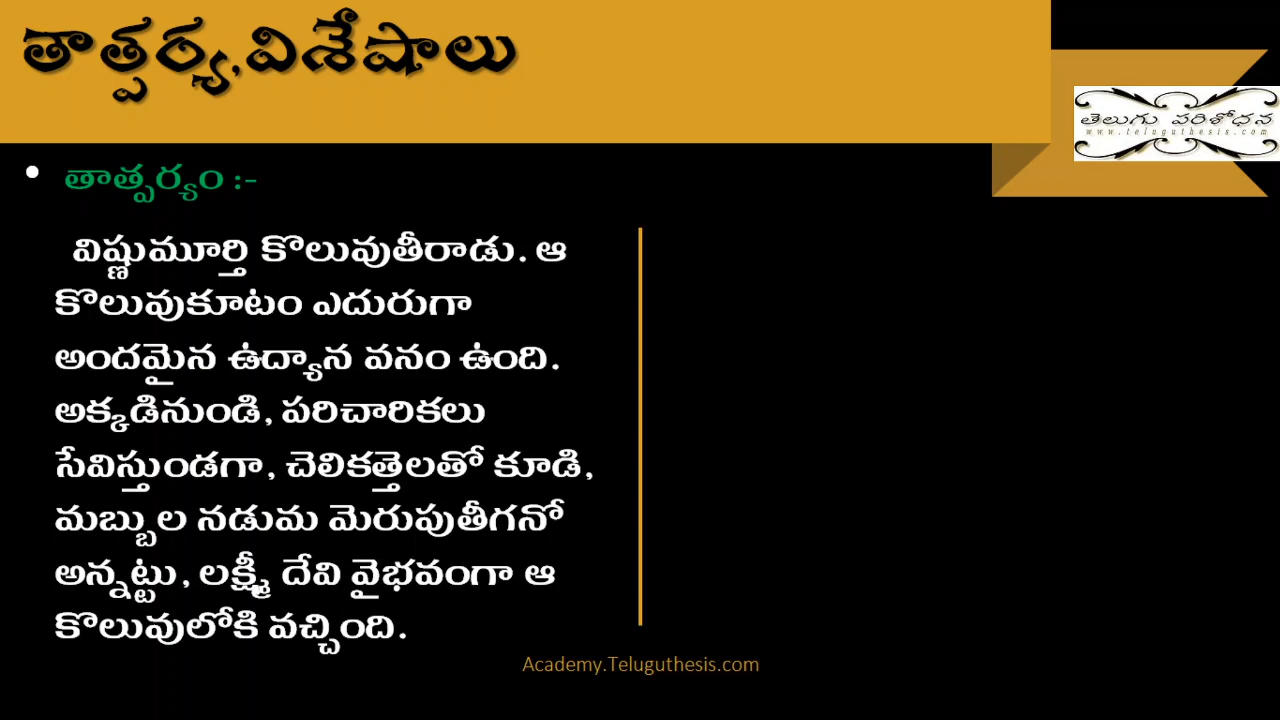 తాత్పర్య,విశేషాలు
తెలుగు పరిశోధన
www.teluguthesis.com
• తాత్పర్యం :-
విష్ణుమూర్తి కొలువుతీరాడు. ఆ
కొలువుకూటం ఎదురుగా
అందమైన ఉద్యాన వనం ఉంది.
అక్కడినుండి, పరిచారికలు
సేవిస్తుండగా, చెలికత్తెలతో కూడి,
మబ్బుల నడుమ మెరుపుతీగనో
అన్నట్టు, లక్ష్మీ దేవి వైభవంగా ఆ
కొలువులోకి వచ్చింది.
Academy.Teluguthesis.com